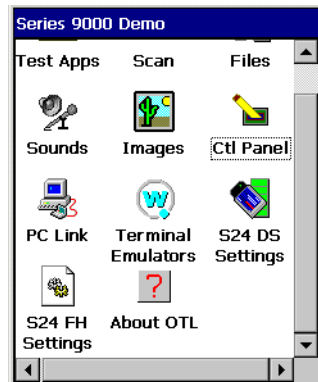 Series 9000 Demo
Test Apps Scan Files
Sounds Images Ctl Panel
PC Link Terminal Emulators S24 DS Settings
S24 FH Settings About OTL